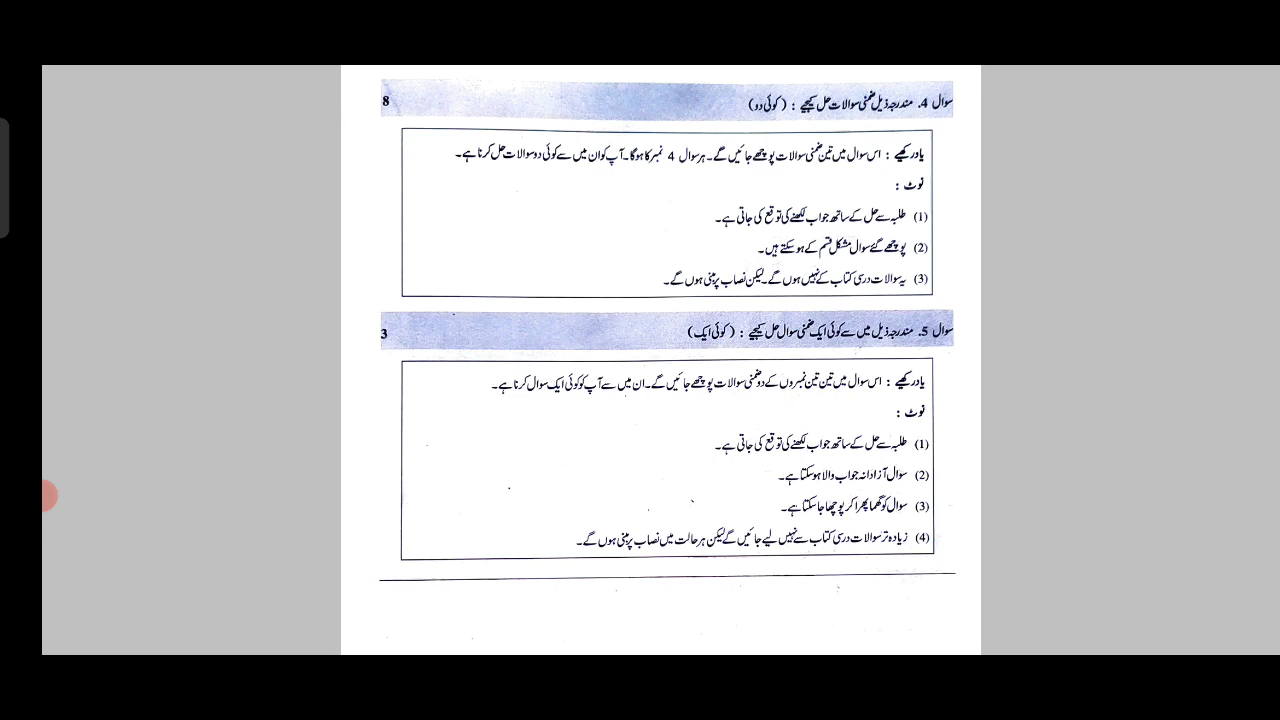 سوال 4. مندرجہ ذیل ضمنی سوالات حل کیجیے : (کوئی دو) 8
یاد رکھیے : اس سوال میں تین ضمنی سوالات پوچھے جائیں گے۔ ہر سوال 4 نمبر کا ہوگا۔ آپ کو ان میں سے کوئی دو سوالات حل کرنا ہے۔
نوٹ :
(1) طلبہ سے حل کے ساتھ جواب لکھنے کی توقع کی جاتی ہے۔
(2) پوچھے گئے سوال مشکل قسم کے ہو سکتے ہیں۔
(3) یہ سوالات درسی کتاب کے نہیں ہوں گے۔ لیکن نصاب پر مبنی ہوں گے۔
سوال 5. مندرجہ ذیل میں سے کوئی ایک ضمنی سوال حل کیجیے : (کوئی ایک) 3
یاد رکھیے : اس سوال میں تین تین نمبروں کے دو ضمنی سوالات پوچھے جائیں گے۔ ان میں سے آپ کو کوئی ایک سوال کرنا ہے۔
نوٹ :
(1) طلبہ سے حل کے ساتھ جواب لکھنے کی توقع کی جاتی ہے۔
(2) سوال آزادانہ جواب والا ہو سکتا ہے۔
(3) سوال کو گھما پھرا کر پوچھا جا سکتا ہے۔
(4) زیادہ تر سوالات درسی کتاب سے نہیں لیے جائیں گے لیکن ہر حالت میں نصاب پر مبنی ہوں گے۔